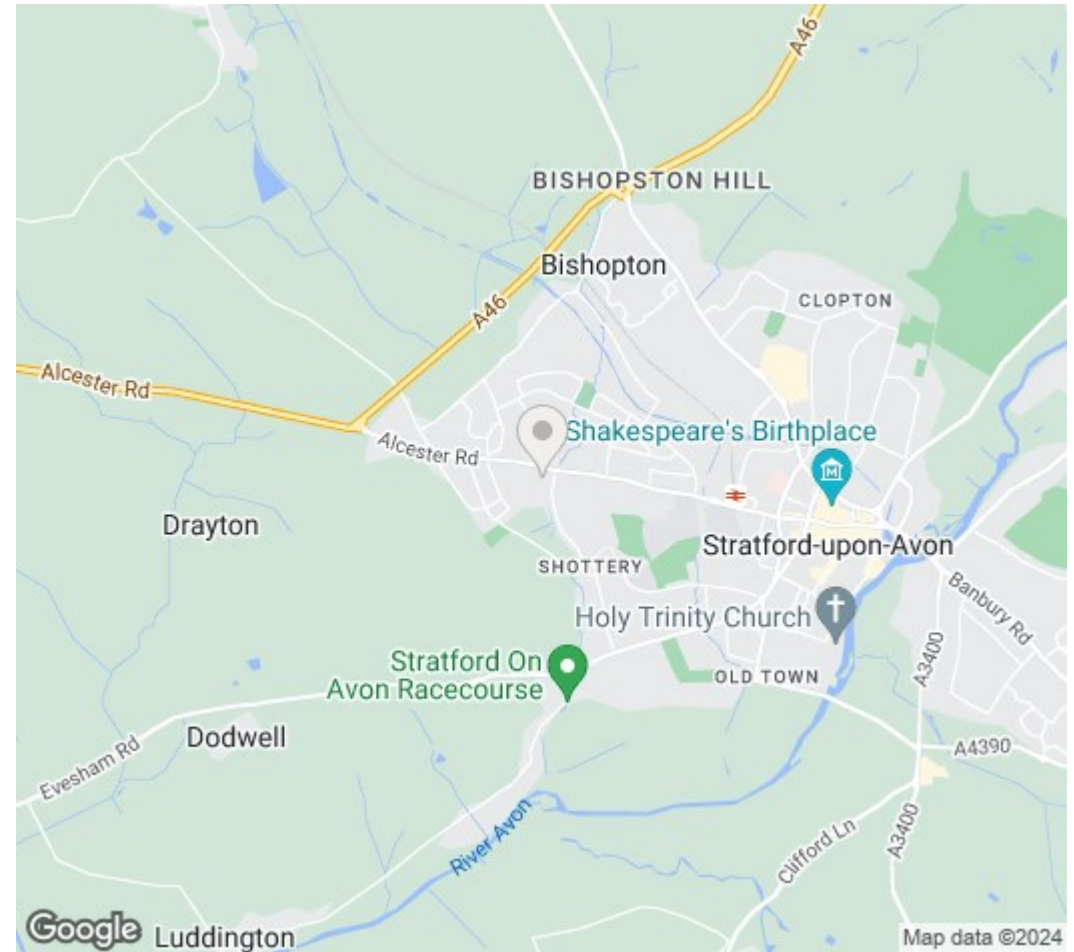 A46
BISHOPSTON HILL
Bishopton
CLOPTON
A46
Alcester Rd
Alcester Rd
Shakespeare's Birthplace
M
Drayton
Stratford-upon-Avon
SHOTTERY
Banbury Rd
Holy Trinity Church
A3400
Stratford On
Avon Racecourse
OLD TOWN
Dodwell
A4390
Evesham Rd
River Avon
Clifford Ln
A3400
Google
Luddington
Map data ©2024